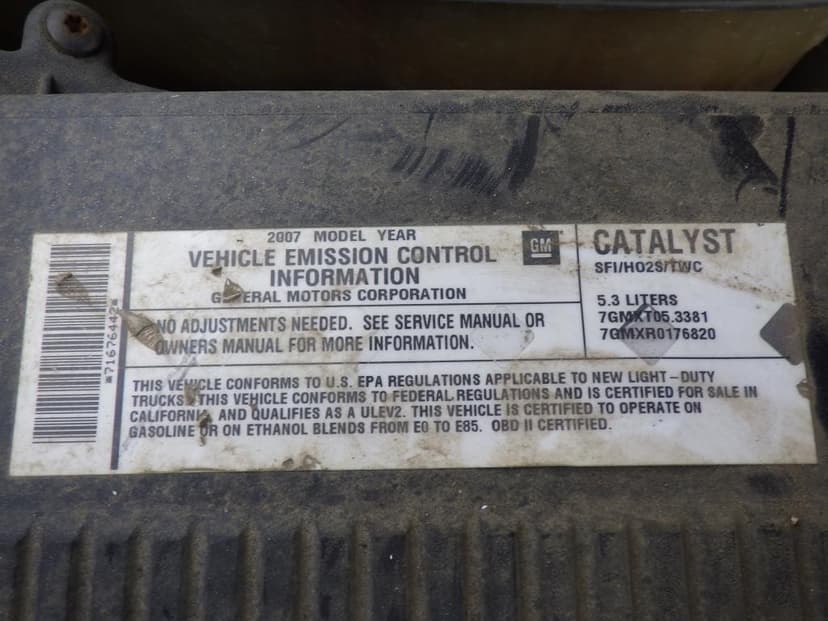 2007 MODEL YEAR
VEHICLE EMISSION CONTROL
INFORMATION
GENERAL MOTORS CORPORATION
GM
CATALYST
SFI/HO2S/TWC
NO ADJUSTMENTS NEEDED. SEE SERVICE MANUAL OR
OWNERS MANUAL FOR MORE INFORMATION.
5.3 LITERS
7GMXT05.3381
7GMXR0176820
THIS VEHICLE CONFORMS TO U.S. EPA REGULATIONS APPLICABLE TO NEW LIGHT-DUTY
TRUCKS. THIS VEHICLE CONFORMS TO FEDERAL REGULATIONS AND IS CERTIFIED FOR SALE IN
CALIFORNIA, AND QUALIFIES AS A ULEV2. THIS VEHICLE IS CERTIFIED TO OPERATE ON
GASOLINE OR ON ETHANOL BLENDS FROM E0 TO E85. OBD II CERTIFIED.